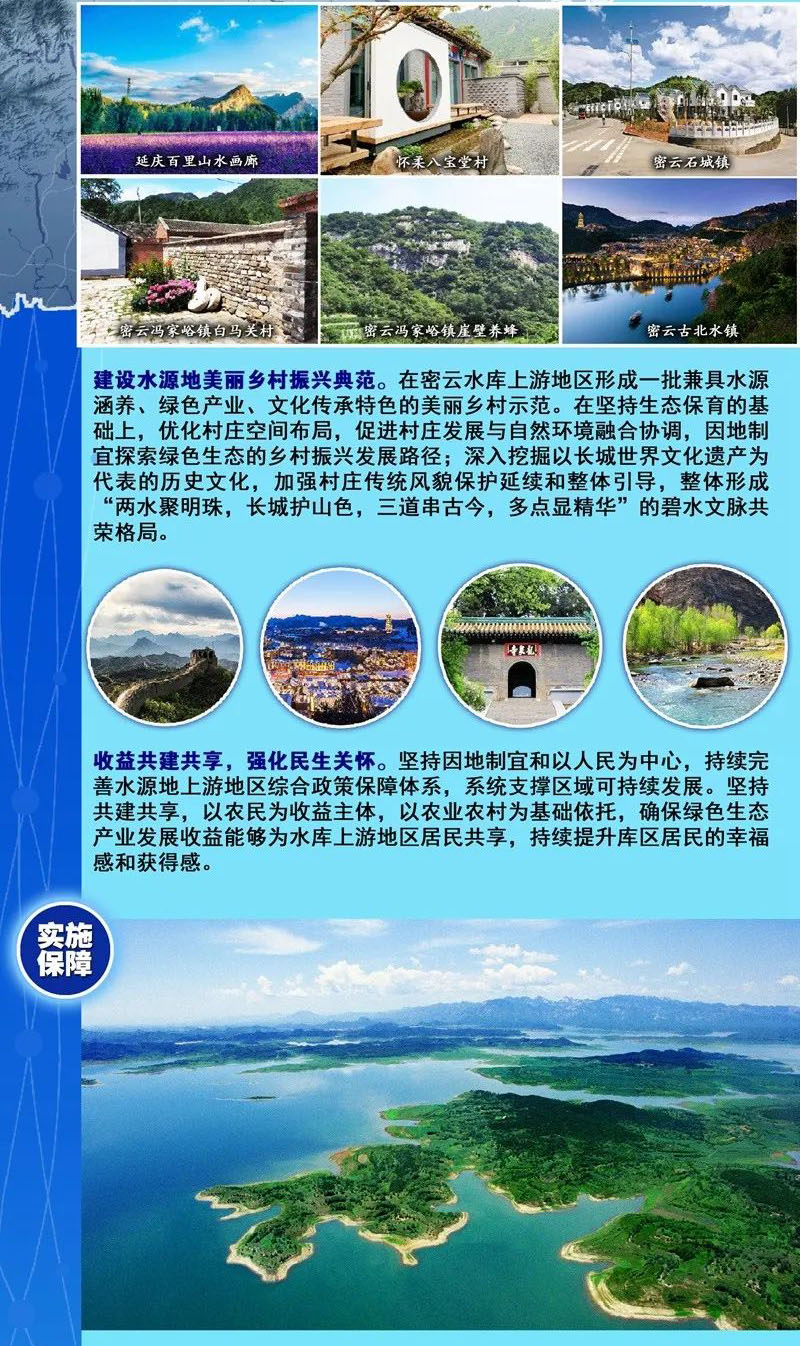 延庆百里山水画廊
怀柔八宝堂村
密云石城镇
密云冯家峪镇白马关村
密云冯家峪镇崖壁养蜂
密云古北水镇
建设水源地美丽乡村振兴典范。在密云水库上游地区形成一批兼具水源
涵养、绿色产业、文化传承特色的美丽乡村示范。在坚持生态保育的基
础上，优化村庄空间布局，促进村庄发展与自然环境融合协调，因地制
宜探索绿色生态的乡村振兴发展路径；深入挖掘以长城世界文化遗产为
代表的历史文化，加强村庄传统风貌保护延续和整体引导，整体形成
“两水聚明珠，长城护山色，三道串古今，多点显精华”的碧水文脉共
荣格局。
寺泉龍
收益共建共享，强化民生关怀。坚持因地制宜和以人民为中心，持续完
善水源地上游地区综合政策保障体系，系统支撑区域可持续发展。坚持
共建共享，以农民为收益主体，以农业农村为基础依托，确保绿色生态
产业发展收益能够为水库上游地区居民共享，持续提升库区居民的幸福
感和获得感。
实施
保障